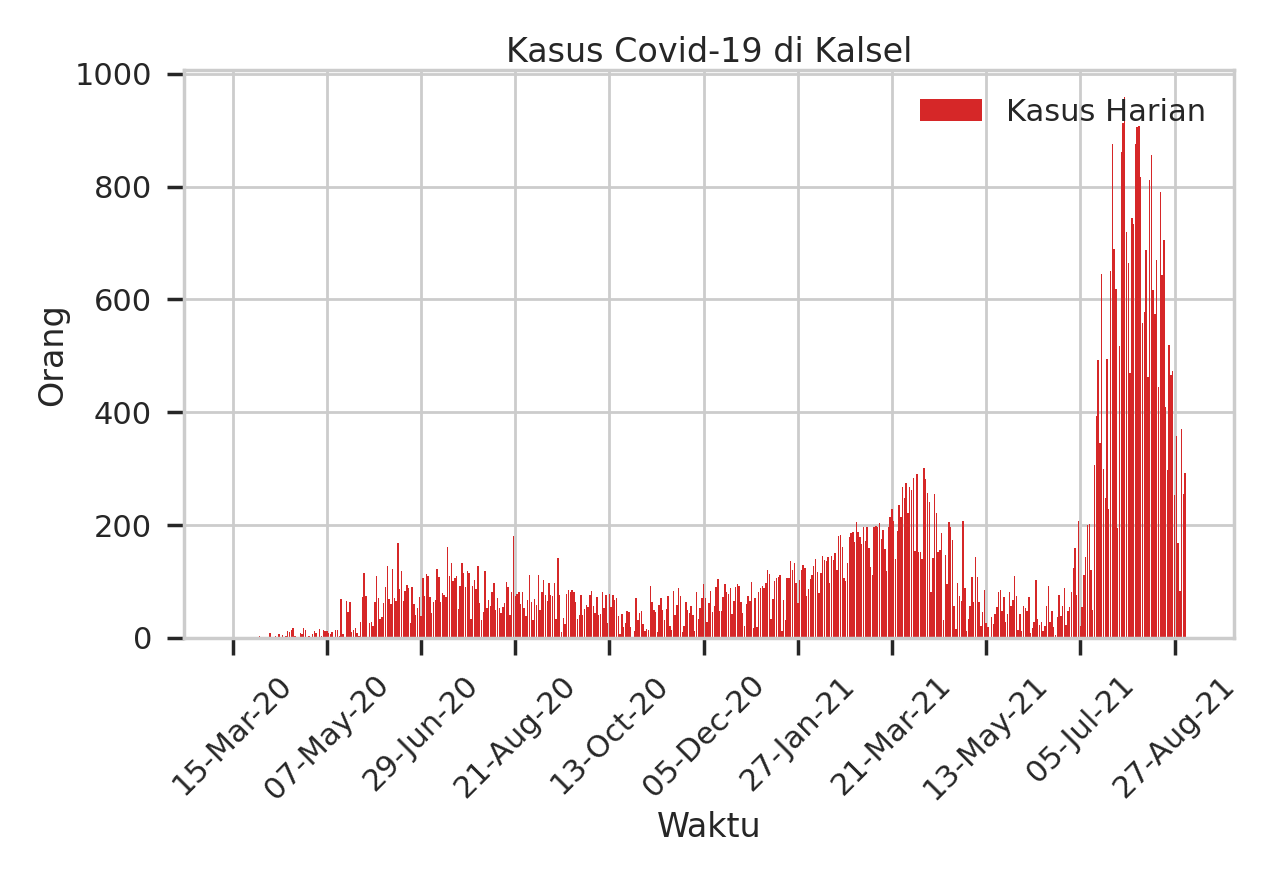 Kasus Covid-19 di Kalsel
Kasus Harian
Orang
1000
800
600
400
200
0
15-Mar-20
07-May-20
29-Jun-20
21-Aug-20
13-Oct-20
05-Dec-20
27-Jan-21
21-Mar-21
13-May-21
05-Jul-21
27-Aug-21
Waktu